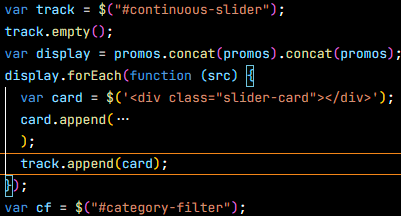 var track = $("#continuous-slider");
track.empty();
var display = promos.concat(promos).concat(promos);
display.forEach(function (src) {
  var card = $('<div class="slider-card"></div>');
  card.append(···
  );
  track.append(card);
});
var cf = $("#category-filter");